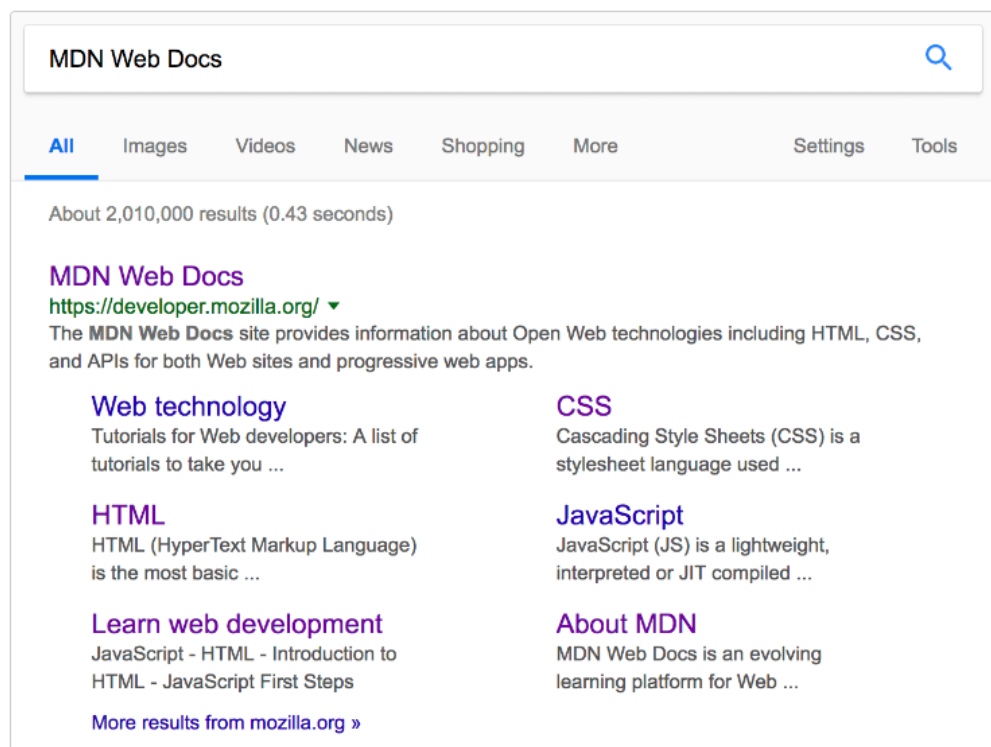 MDN Web Docs
All Images Videos News Shopping More Settings Tools
About 2,010,000 results (0.43 seconds)
MDN Web Docs
https://developer.mozilla.org/
The MDN Web Docs site provides information about Open Web technologies including HTML, CSS,
and APIs for both Web sites and progressive web apps.
Web technology
Tutorials for Web developers: A list of
tutorials to take you ...
CSS
Cascading Style Sheets (CSS) is a
stylesheet language used ...
HTML
HTML (HyperText Markup Language)
is the most basic ...
JavaScript
JavaScript (JS) is a lightweight,
interpreted or JIT compiled ...
Learn web development
JavaScript - HTML - Introduction to
HTML - JavaScript First Steps
About MDN
MDN Web Docs is an evolving
learning platform for Web ...
More results from mozilla.org »